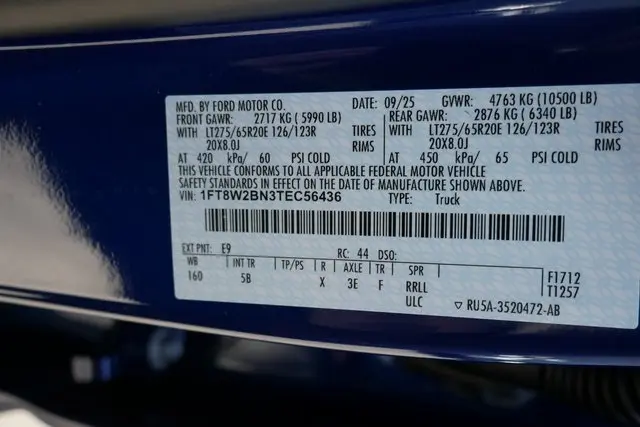 MFD. BY FORD MOTOR CO.
DATE: 09/25 GVWR: 4763 KG (10500 LB)
FRONT GAWR: 2717 KG ( 5990 LB) REAR GAWR: 2876 KG ( 6340 LB)
WITH LT275/65R20E 126/123R TIRES WITH LT275/65R20E 126/123R TIRES
20X8.0J RIMS 20X8.0J RIMS
AT 420 kPa/ 60 PSI COLD AT 450 kPa/ 65 PSI COLD
THIS VEHICLE CONFORMS TO ALL APPLICABLE FEDERAL MOTOR VEHICLE
SAFETY STANDARDS IN EFFECT ON THE DATE OF MANUFACTURE SHOWN ABOVE.
VIN: 1FT8W2BN3TEC56436 TYPE: Truck
EXT PNT: E9 RC: 44 DSO:
WB INT TR TP/PS R AXLE TR SPR
160 5B X 3E F RRLL
ULC
F1712
T1257
▽ RU5A-3520472-AB